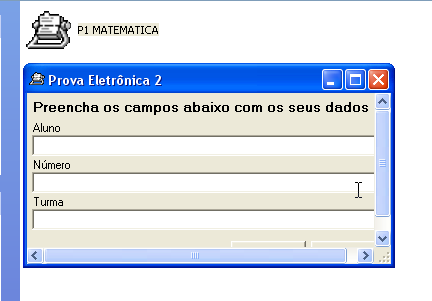 P1 MATEMATICA
Prova Eletrônica 2
Preencha os campos abaixo com os seus dados
Aluno
Número
Turma